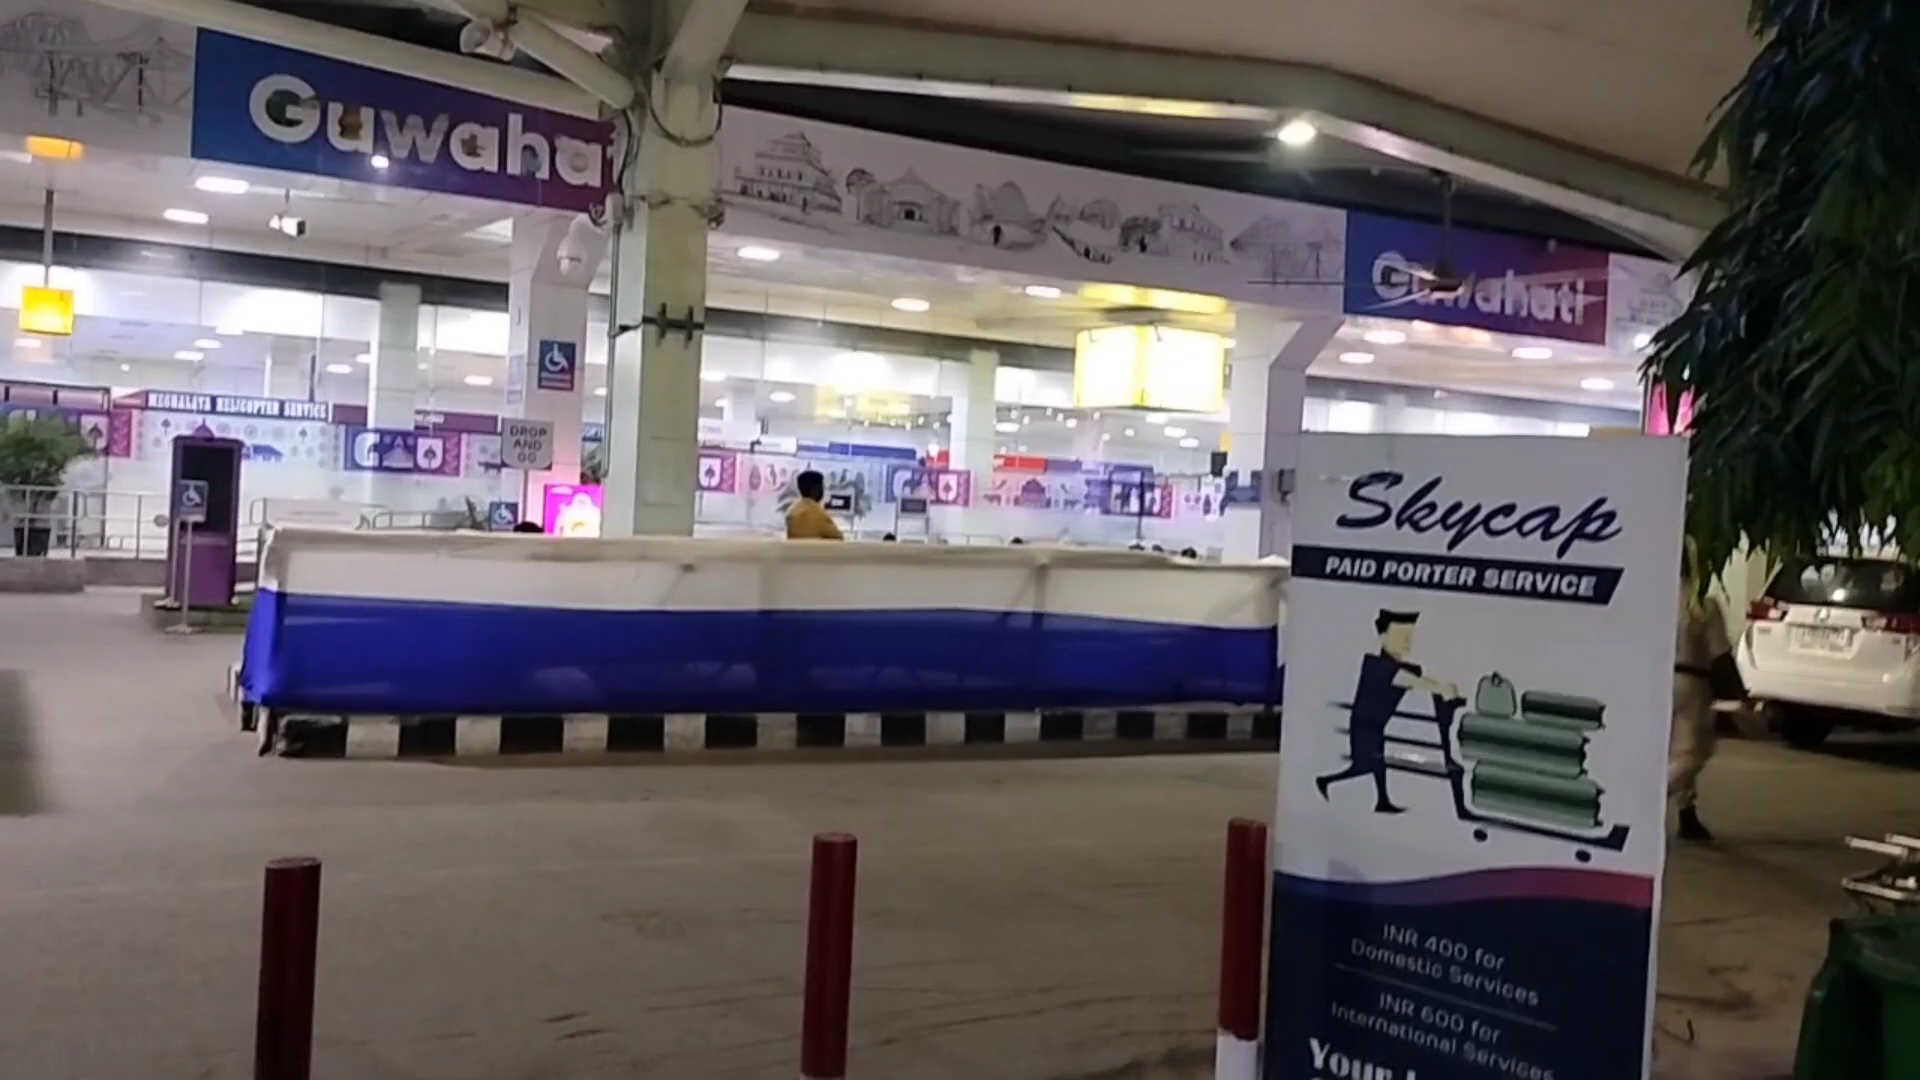 Guwahati
Guwahati
MEGHALAYA HELICOPTER SERVICE
DROP
AND
GO
Skycap
PAID PORTER SERVICE
INR 400 for
Domestic Services
INR 600 for
International Services
Your